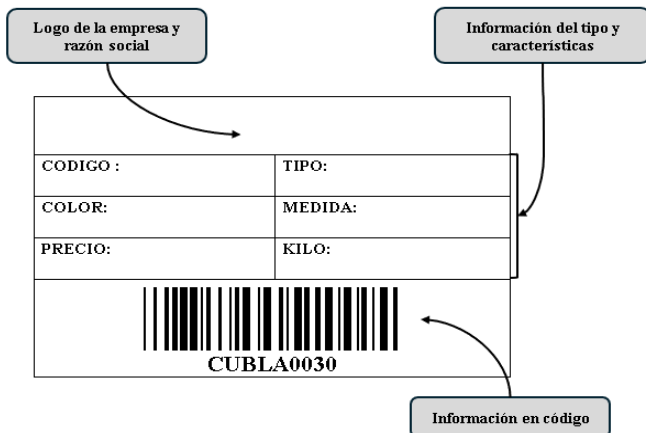 Logo de la empresa y
razón social
Información del tipo y
características
CODIGO :
TIPO:
COLOR:
MEDIDA:
PRECIO:
KILO:
CUBLA0030
Información en código